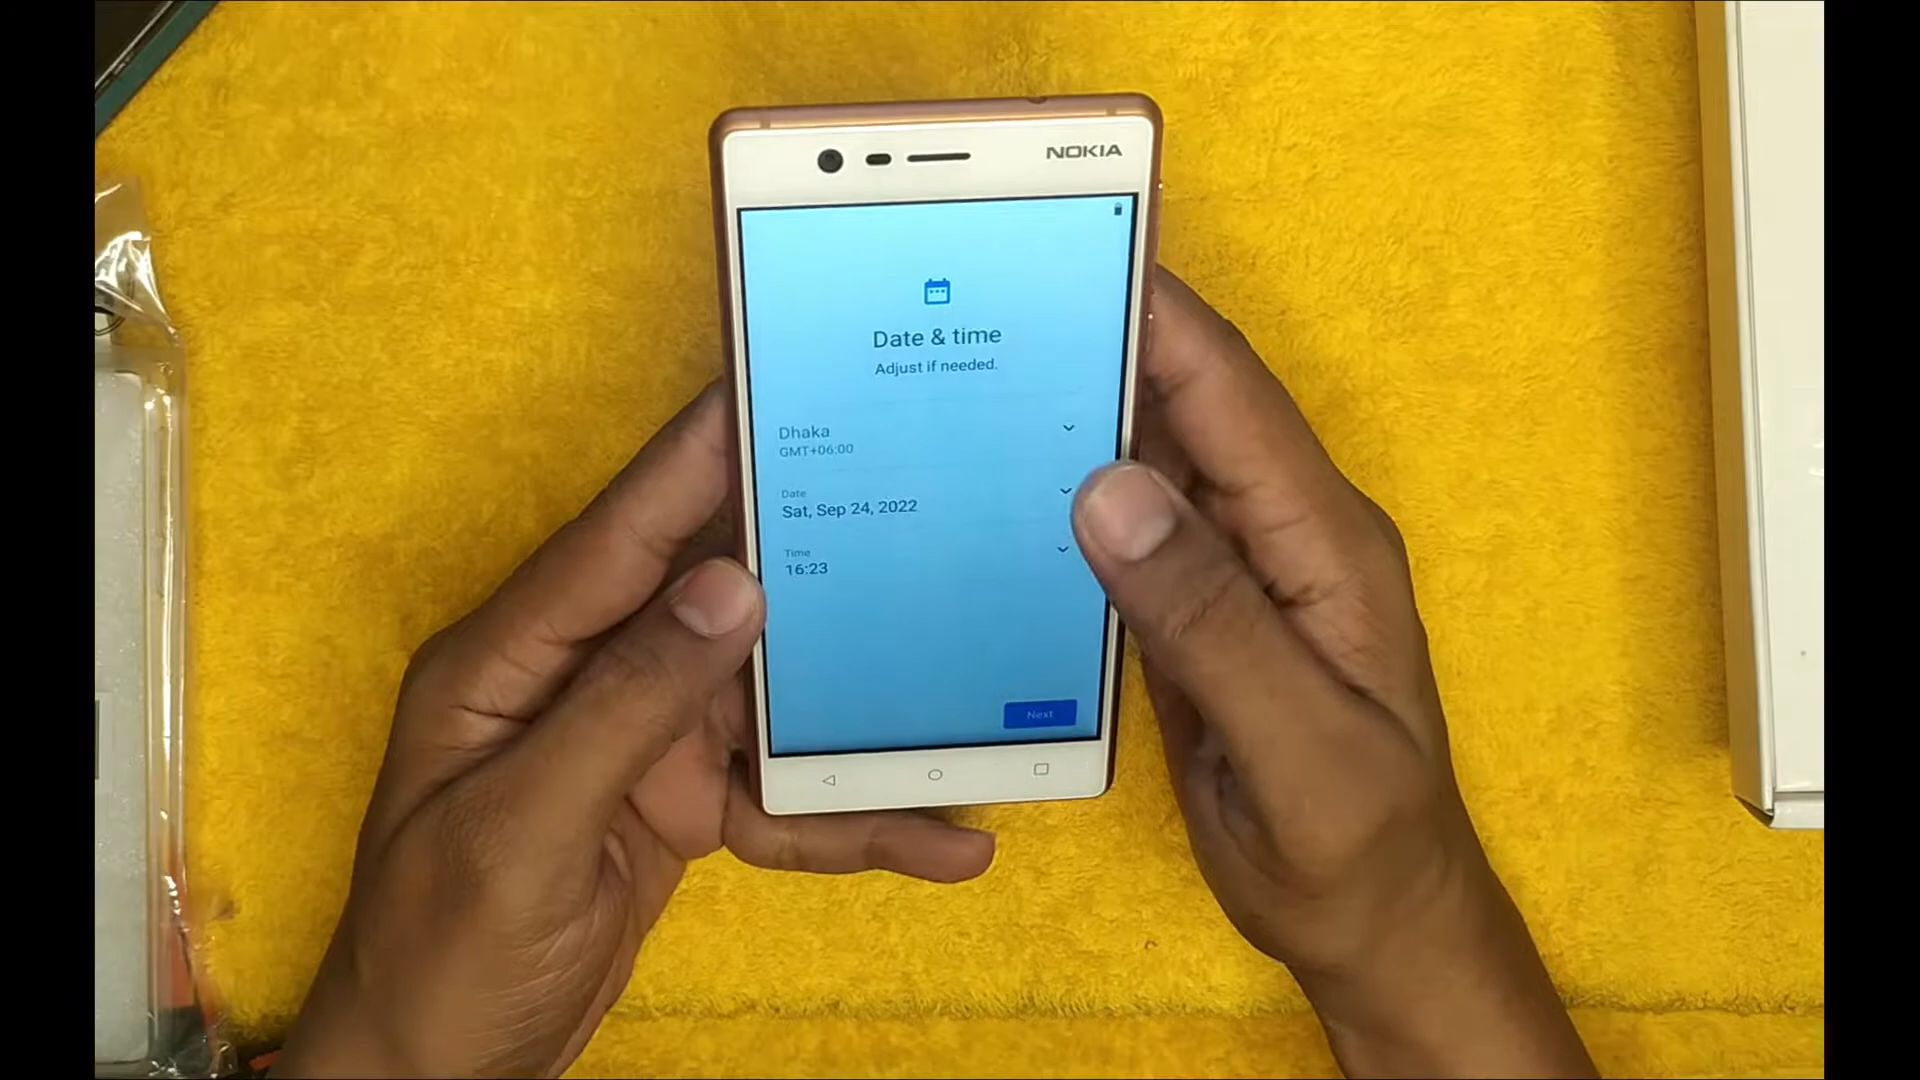 NOKIA
Date & time
Adjust if needed.
Dhaka
GMT+06:00
Date
Sat, Sep 24, 2022
Time
16:23
Next